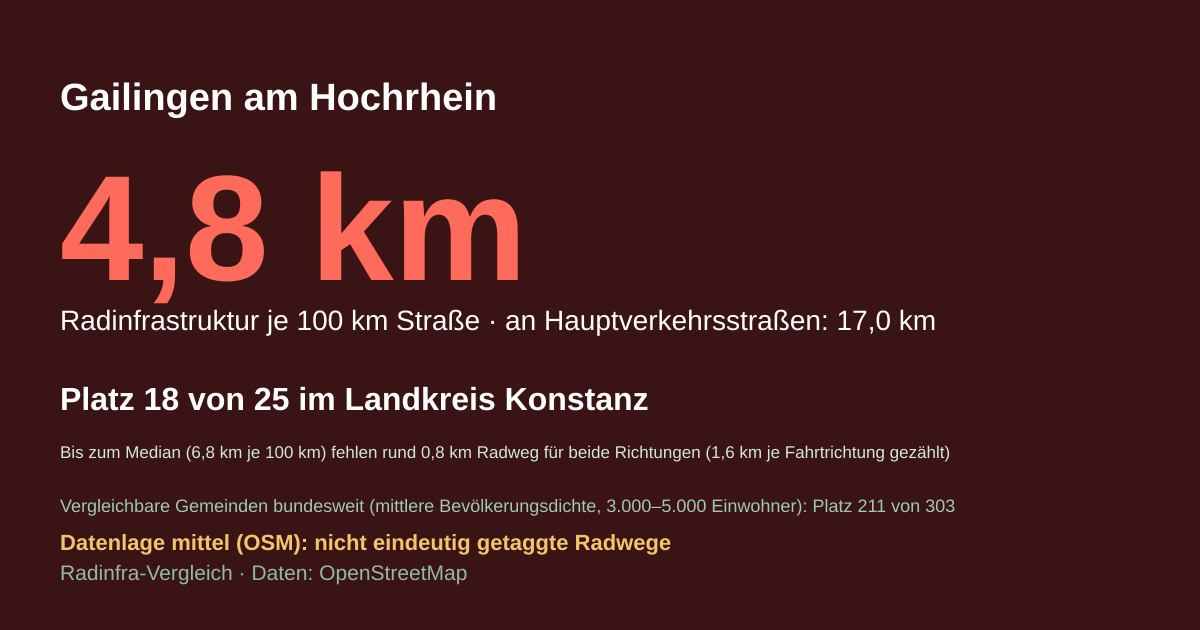 Gailingen am Hochrhein
4,8 km
Radinfrastruktur je 100 km Straße · an Hauptverkehrsstraßen: 17,0 km
Platz 18 von 25 im Landkreis Konstanz
Bis zum Median (6,8 km je 100 km) fehlen rund 0,8 km Radweg für beide Richtungen (1,6 km je Fahrtrichtung gezählt)
Vergleichbare Gemeinden bundesweit (mittlere Bevölkerungsdichte, 3.000–5.000 Einwohner): Platz 211 von 303
Datenlage mittel (OSM): nicht eindeutig getaggte Radwege
Radinfra-Vergleich · Daten: OpenStreetMap